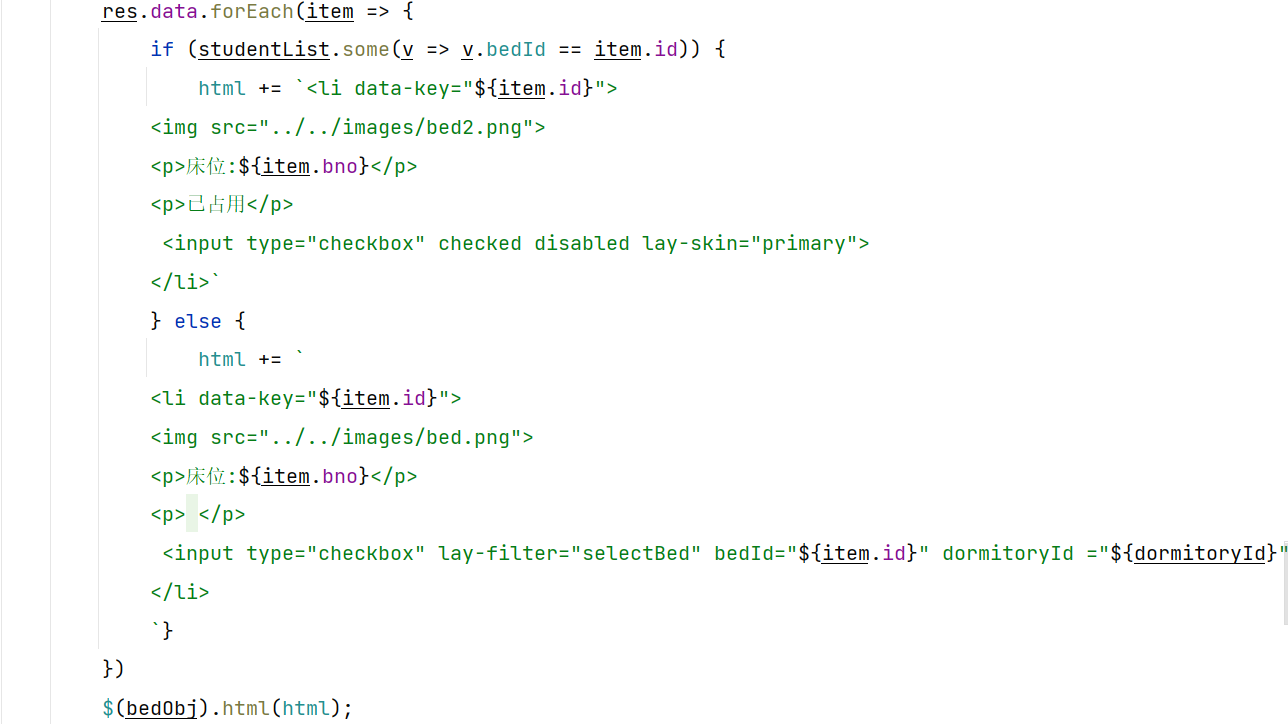 res.data.forEach(item => {
if (studentList.some(v => v.bedId == item.id)) {
html += `<li data-key="${item.id}">
<img src="../../images/bed2.png">
<p>床位:${item.bno}</p>
<p>已占用</p>
<input type="checkbox" checked disabled lay-skin="primary">
</li>`
} else {
html += `
<li data-key="${item.id}">
<img src="../../images/bed.png">
<p>床位:${item.bno}</p>
<p> </p>
<input type="checkbox" lay-filter="selectBed" bedId="${item.id}" dormitoryId ="${dormitoryId}"
</li>
`}
})
$(bedObj).html(html);